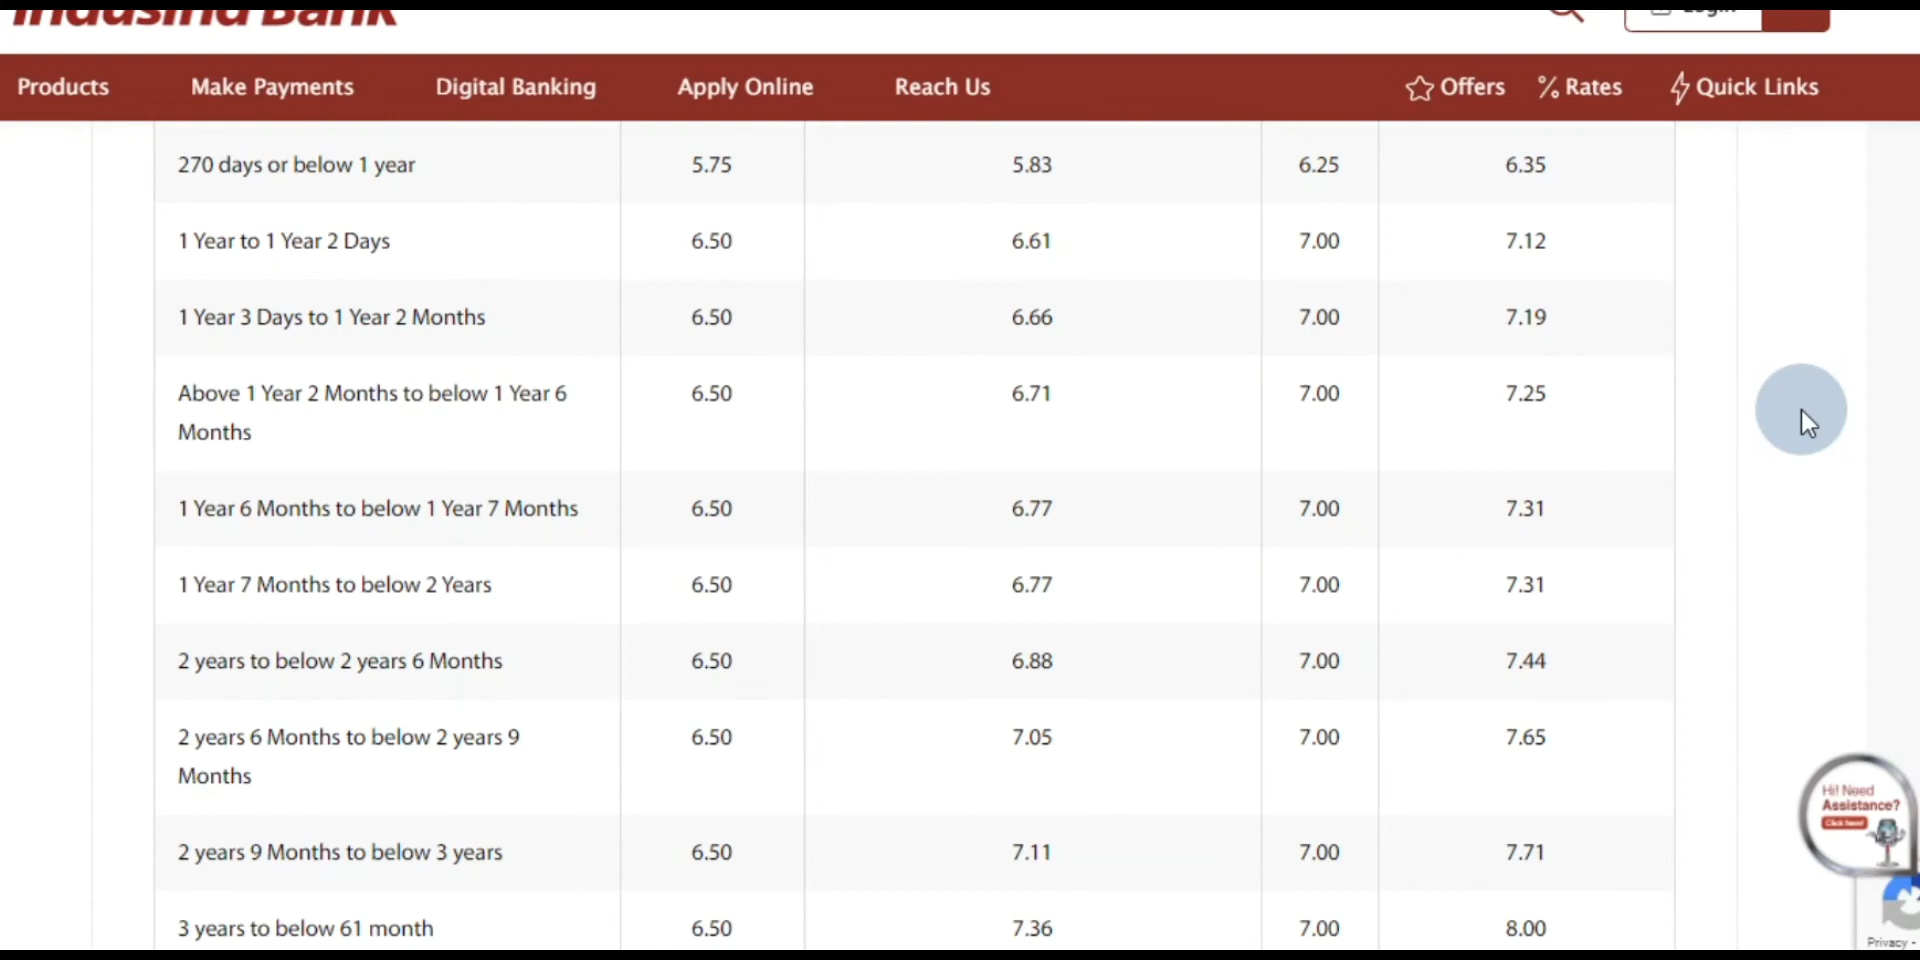 IndusInd Bank
Login
Products Make Payments Digital Banking Apply Online Reach Us Offers Rates Quick Links
270 days or below 1 year 5.75 5.83 6.25 6.35
1 Year to 1 Year 2 Days 6.50 6.61 7.00 7.12
1 Year 3 Days to 1 Year 2 Months 6.50 6.66 7.00 7.19
Above 1 Year 2 Months to below 1 Year 6 6.50 6.71 7.00 7.25
Months
1 Year 6 Months to below 1 Year 7 Months 6.50 6.77 7.00 7.31
1 Year 7 Months to below 2 Years 6.50 6.77 7.00 7.31
2 years to below 2 years 6 Months 6.50 6.88 7.00 7.44
2 years 6 Months to below 2 years 9 6.50 7.05 7.00 7.65
Months
Hi! Need
Assistance?
Click here!
2 years 9 Months to below 3 years 6.50 7.11 7.00 7.71
3 years to below 61 month 6.50 7.36 7.00 8.00
Privacy -